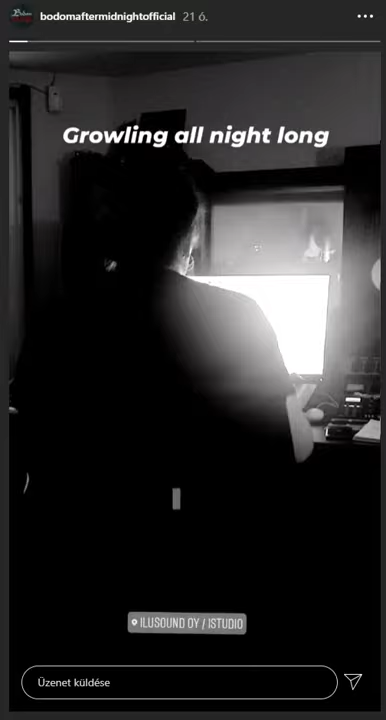 bodomaftermidnightofficial 21 ó.
Growling all night long
ILUSOUND OY / ISTUDIO
Üzenet küldése